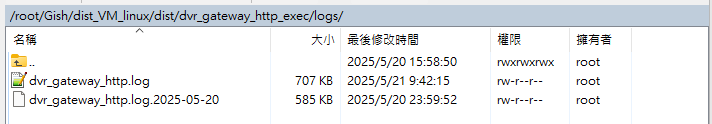 /root/Gish/dist_VM_linux/dist/dvr_gateway_http_exec/logs/
名稱 大小 最後修改時間 權限 擁有者
.. 2025/5/20 15:58:50 rwxrwxrwx root
dvr_gateway_http.log 707 KB 2025/5/21 9:42:15 rw-r--r-- root
dvr_gateway_http.log.2025-05-20 585 KB 2025/5/20 23:59:52 rw-r--r-- root